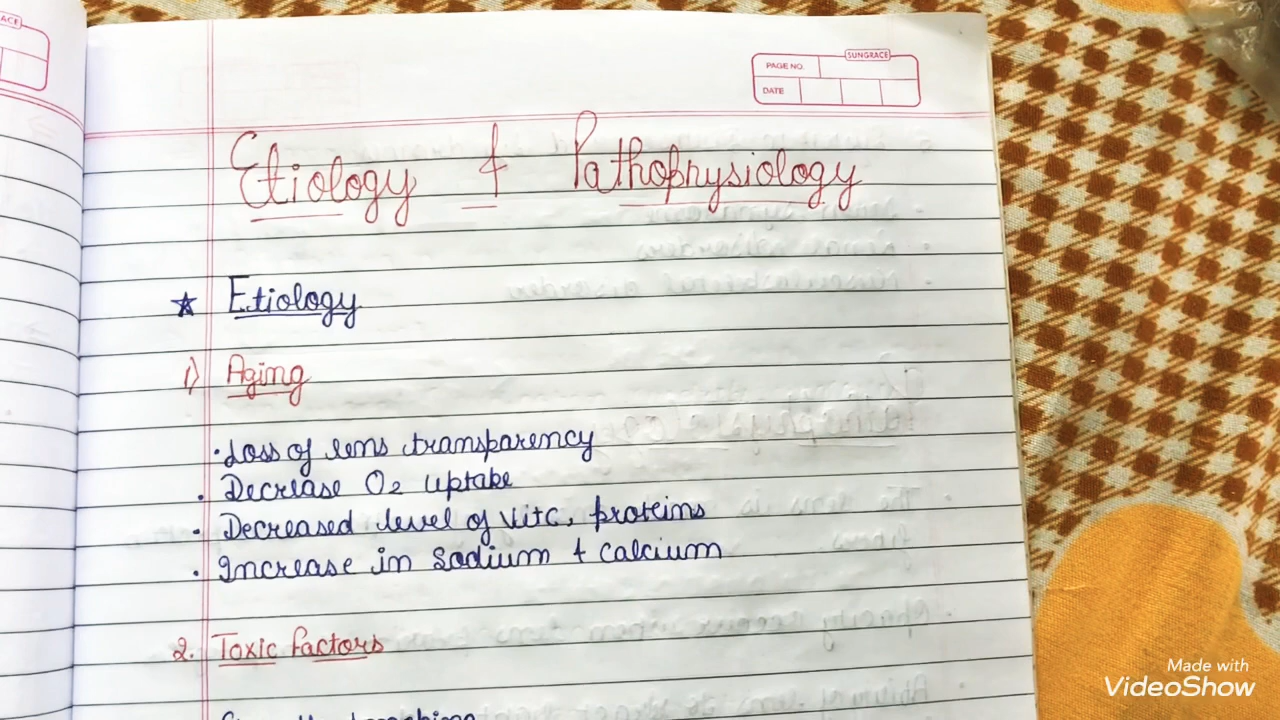 SUNGRACE
PAGE NO.
DATE
Etiology & Pathophysiology
★ Etiology
1) Aging
• Loss of lens transparency
• Decrease O2 uptake
• Decreased level of vitc, proteins
• Increase in sodium & calcium
2. Toxic factors
Made with
VideoShow